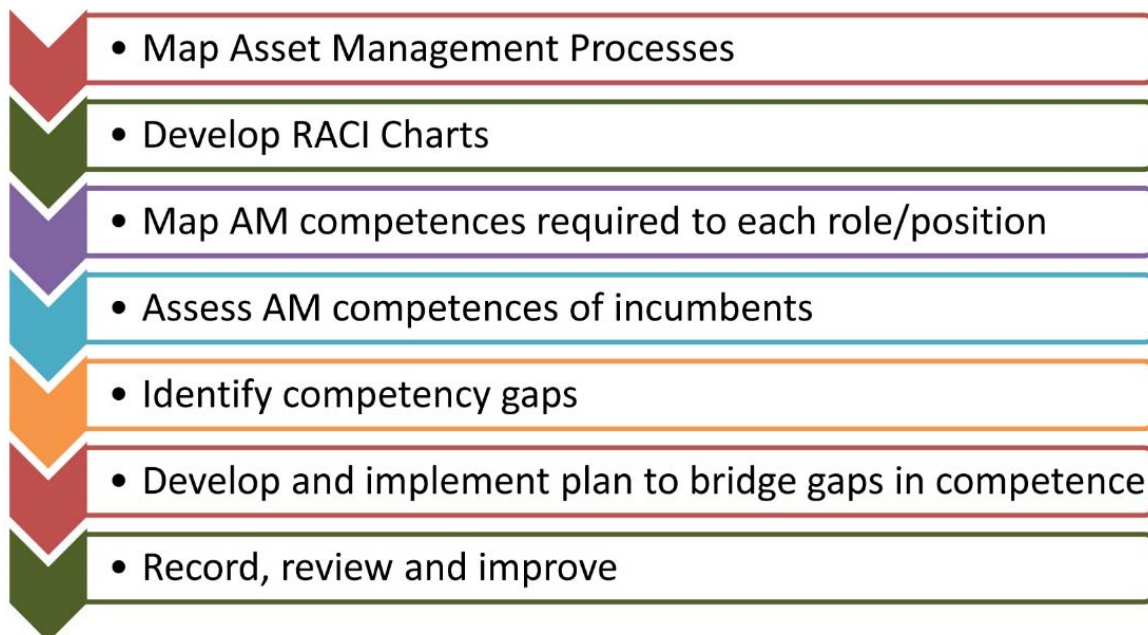 • Map Asset Management Processes
• Develop RACI Charts
• Map AM competences required to each role/position
• Assess AM competences of incumbents
• Identify competency gaps
• Develop and implement plan to bridge gaps in competence
• Record, review and improve